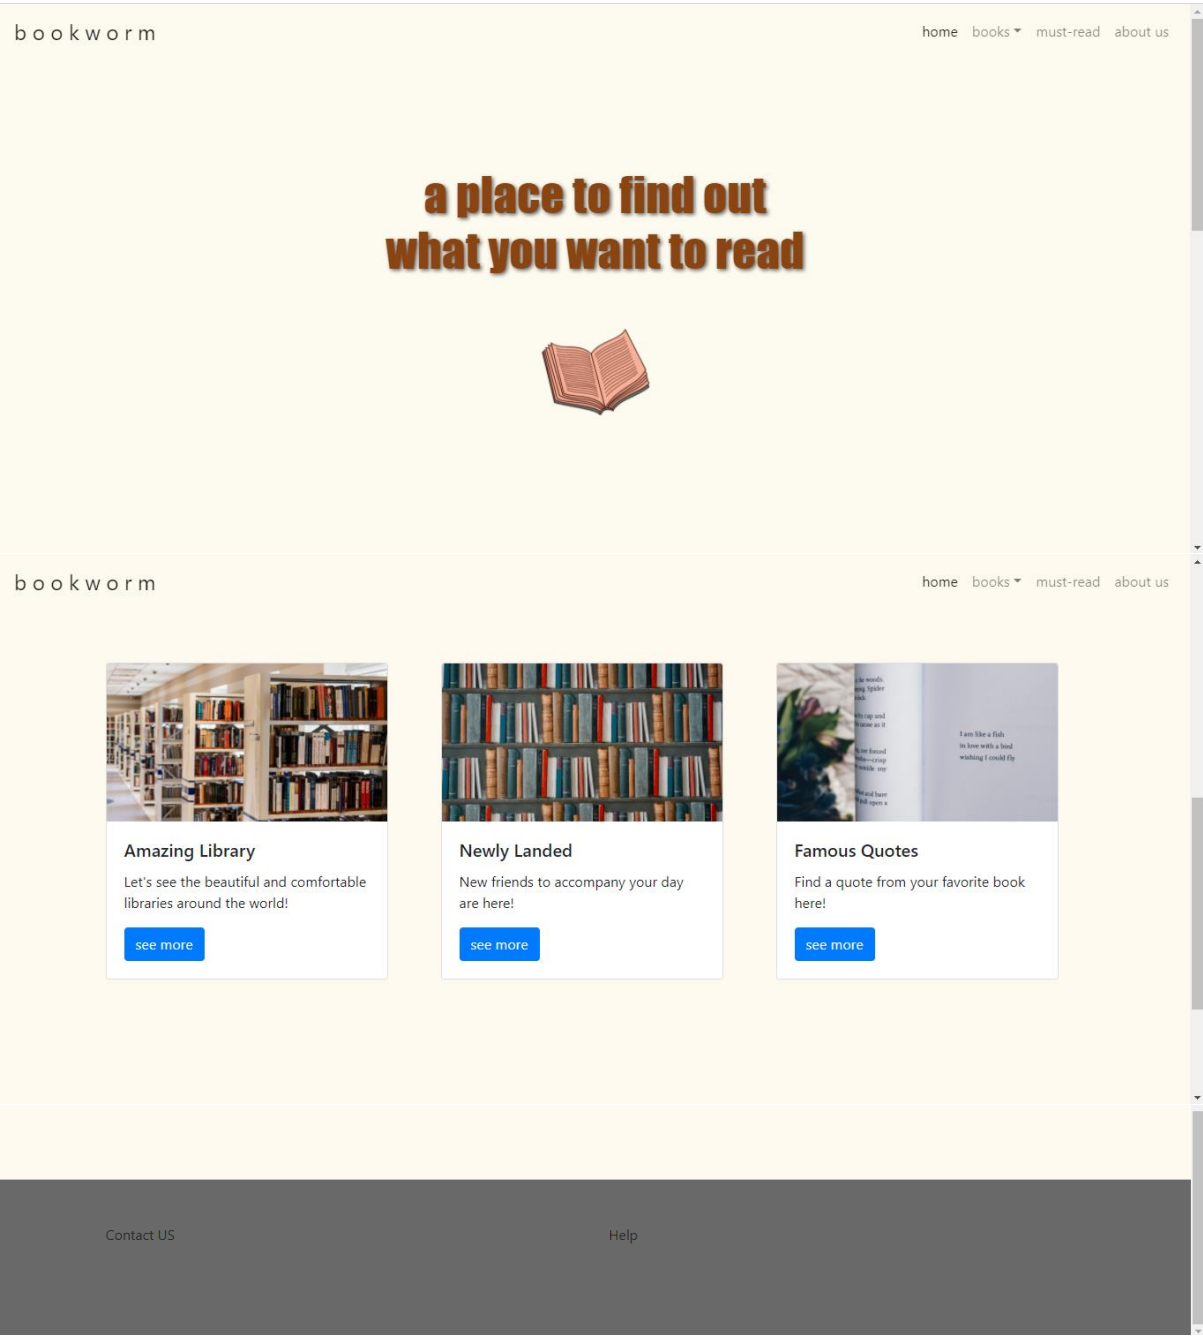 bookworm
home books must-read about us
a place to find out
what you want to read
bookworm
home books must-read about us
I am like a fish
in love with a bird
wishing I could fly
Amazing Library
Let's see the beautiful and comfortable
libraries around the world!
see more
Newly Landed
New friends to accompany your day
are here!
see more
Famous Quotes
Find a quote from your favorite book
here!
see more
Contact US
Help